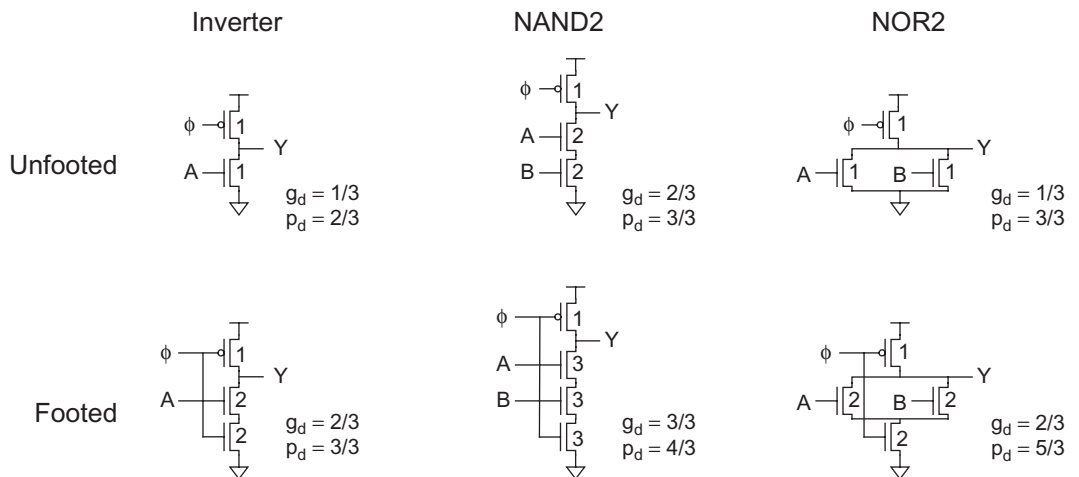 Inverter NAND2 NOR2
Unfooted
ϕ 1 Y
A 1
g_d = 1/3
p_d = 2/3
ϕ 1 Y
A 2
B 2
g_d = 2/3
p_d = 3/3
ϕ 1 Y
A 1 B 1
g_d = 1/3
p_d = 3/3
Footed
ϕ 1 Y
A 2
2
g_d = 2/3
p_d = 3/3
ϕ 1 Y
A 3
B 3
3
g_d = 3/3
p_d = 4/3
ϕ 1 Y
A 2 B 2
2
g_d = 2/3
p_d = 5/3